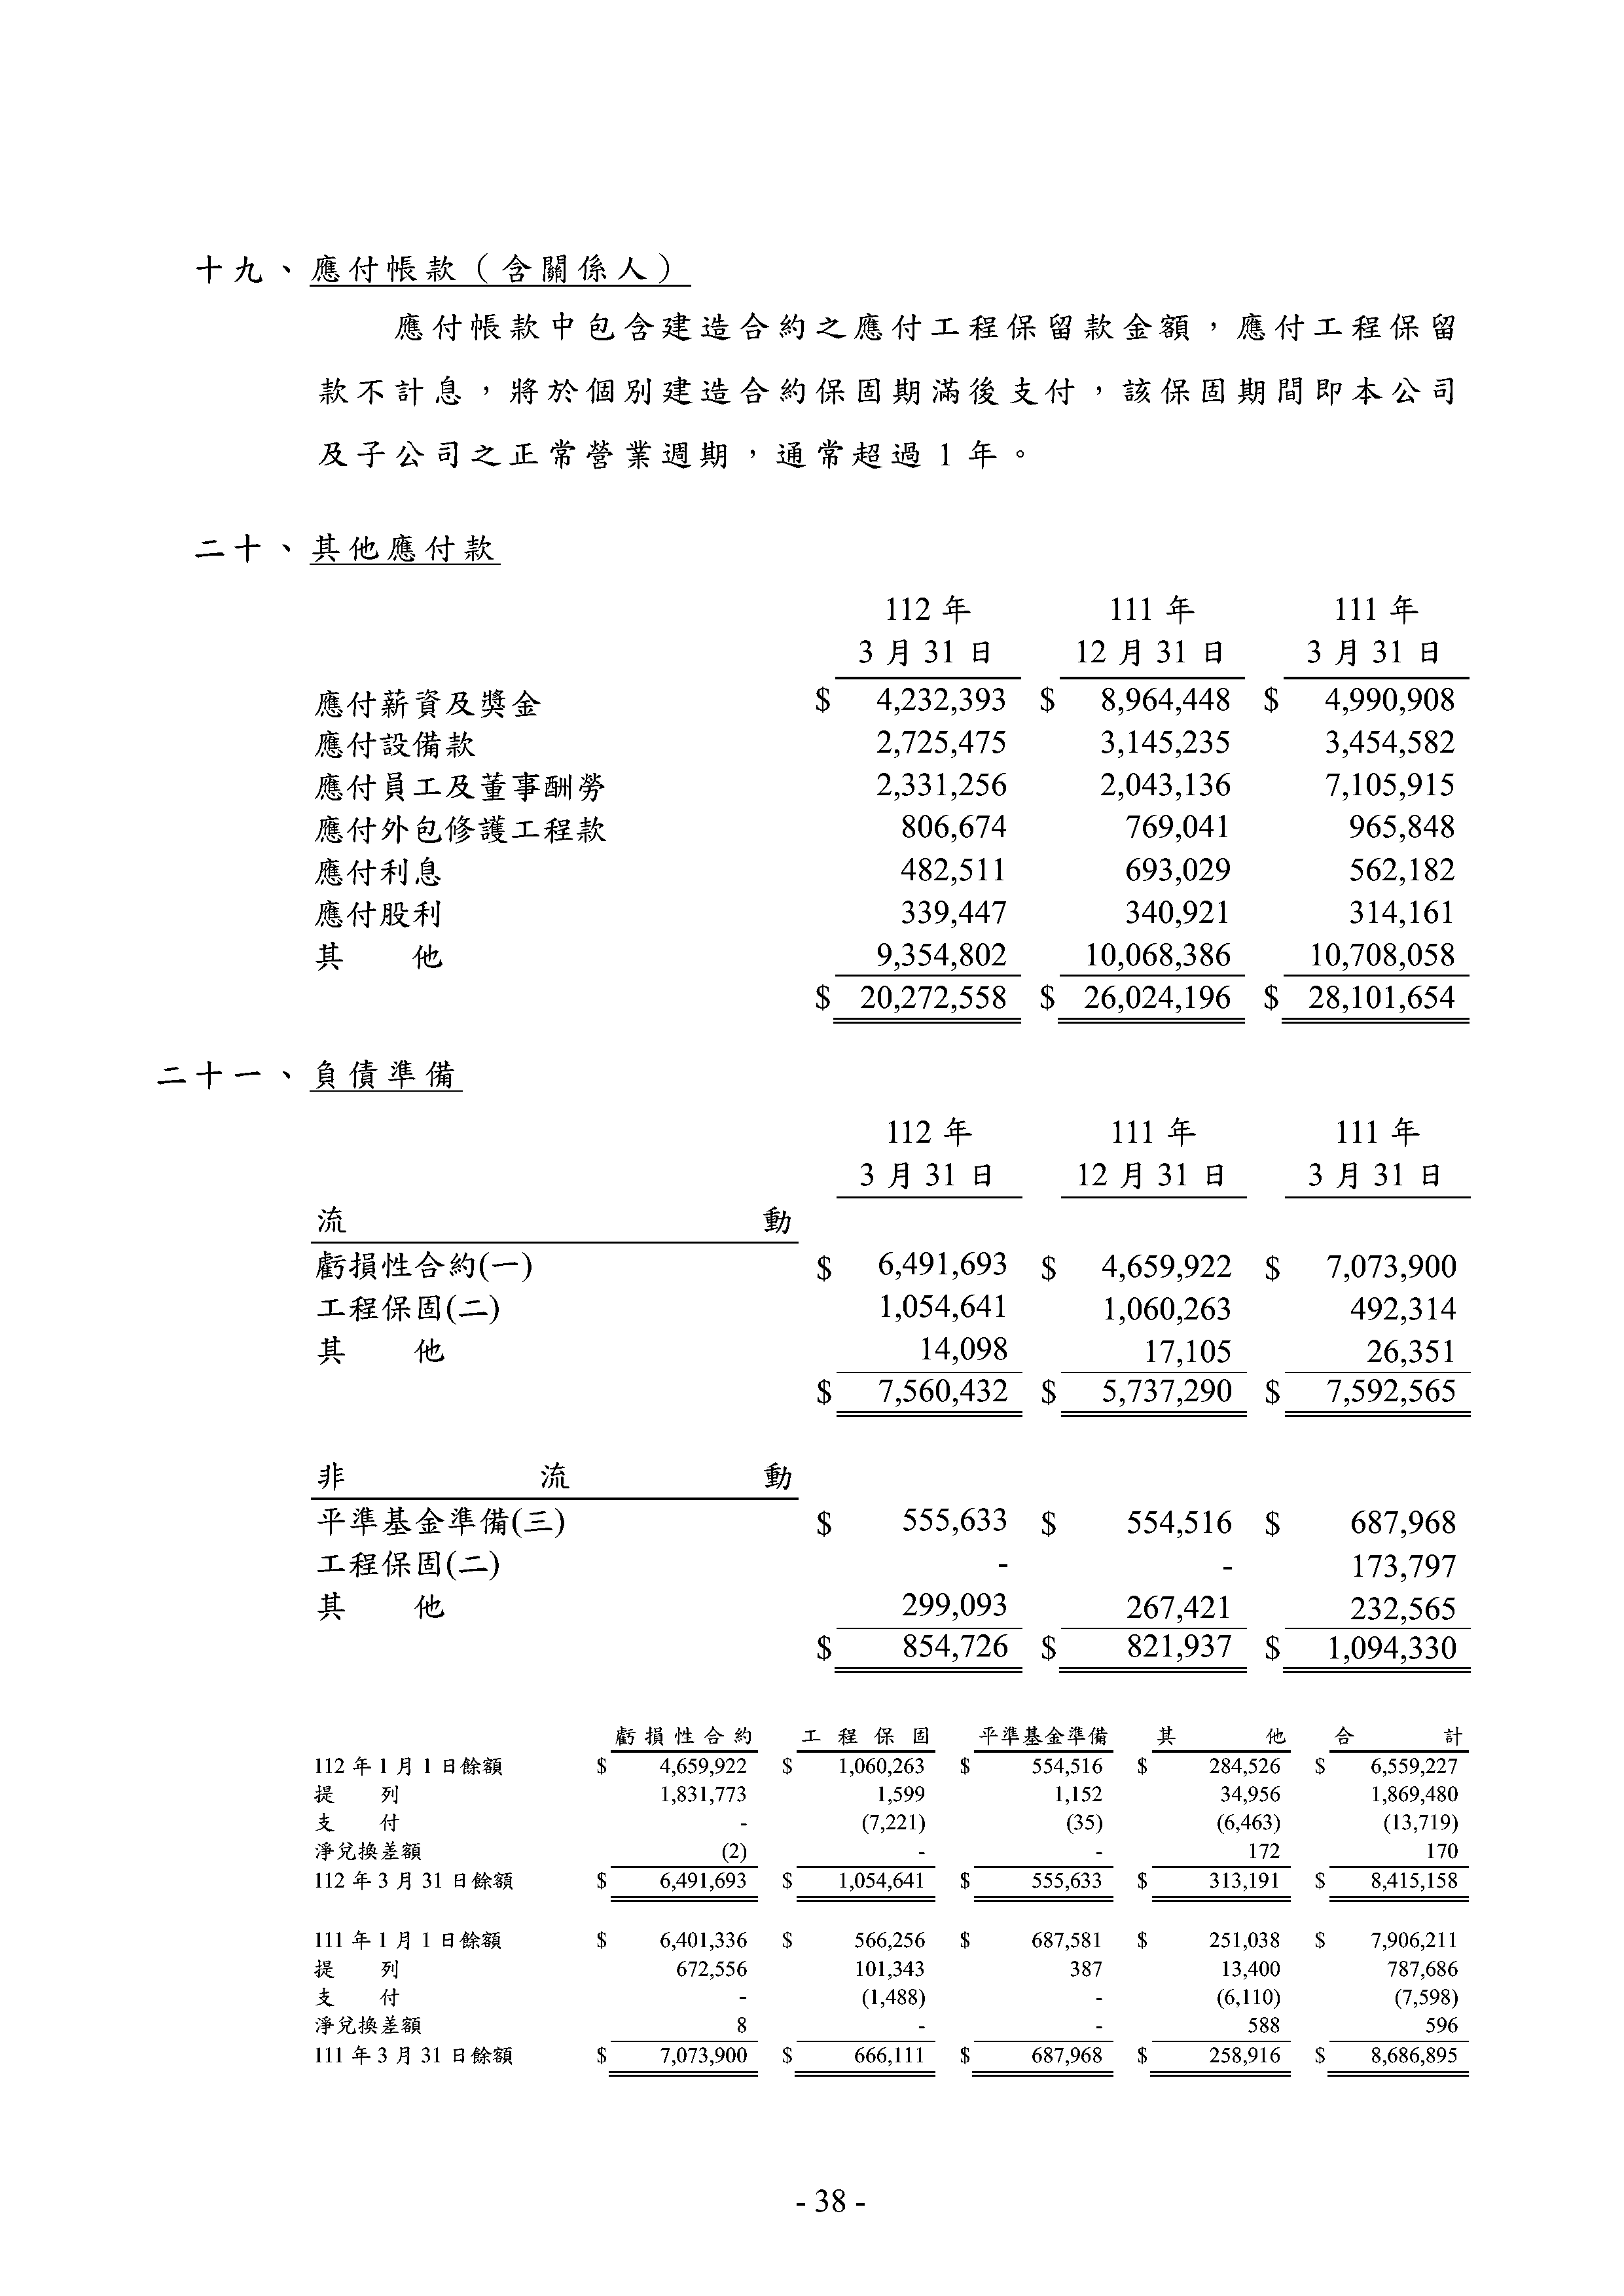 十九、應付帳款（含關係人）
應付帳款中包含建造合約之應付工程保留款金額，應付工程保留
款不計息，將於個別建造合約保固期滿後支付，該保固期間即本公司
及子公司之正常營業週期，通常超過 1 年。
二十、其他應付款
112 年 111 年 111 年
3 月 31 日 12 月 31 日 3 月 31 日
應付薪資及獎金 $ 4,232,393 $ 8,964,448 $ 4,990,908
應付設備款 2,725,475 3,145,235 3,454,582
應付員工及董事酬勞 2,331,256 2,043,136 7,105,915
應付外包修護工程款 806,674 769,041 965,848
應付利息 482,511 693,029 562,182
應付股利 339,447 340,921 314,161
其他 9,354,802 10,068,386 10,708,058
$ 20,272,558 $ 26,024,196 $ 28,101,654
二十一、負債準備
112 年 111 年 111 年
3 月 31 日 12 月 31 日 3 月 31 日
流動
虧損性合約(一) $ 6,491,693 $ 4,659,922 $ 7,073,900
工程保固(二) 1,054,641 1,060,263 492,314
其他 14,098 17,105 26,351
$ 7,560,432 $ 5,737,290 $ 7,592,565
非流動
平準基金準備(三) $ 555,633 $ 554,516 $ 687,968
工程保固(二) - - 173,797
其他 299,093 267,421 232,565
$ 854,726 $ 821,937 $ 1,094,330
虧損性合約 工程保固 平準基金準備 其他 合計
112 年 1 月 1 日餘額 $ 4,659,922 $ 1,060,263 $ 554,516 $ 284,526 $ 6,559,227
提列 1,831,773 1,599 1,152 34,956 1,869,480
支付 - (7,221) (35) (6,463) (13,719)
淨兌換差額 (2) - - 172 170
112 年 3 月 31 日餘額 $ 6,491,693 $ 1,054,641 $ 555,633 $ 313,191 $ 8,415,158
111 年 1 月 1 日餘額 $ 6,401,336 $ 566,256 $ 687,581 $ 251,038 $ 7,906,211
提列 672,556 101,343 387 13,400 787,686
支付 - (1,488) - (6,110) (7,598)
淨兌換差額 8 - - 588 596
111 年 3 月 31 日餘額 $ 7,073,900 $ 666,111 $ 687,968 $ 258,916 $ 8,686,895
- 38 -